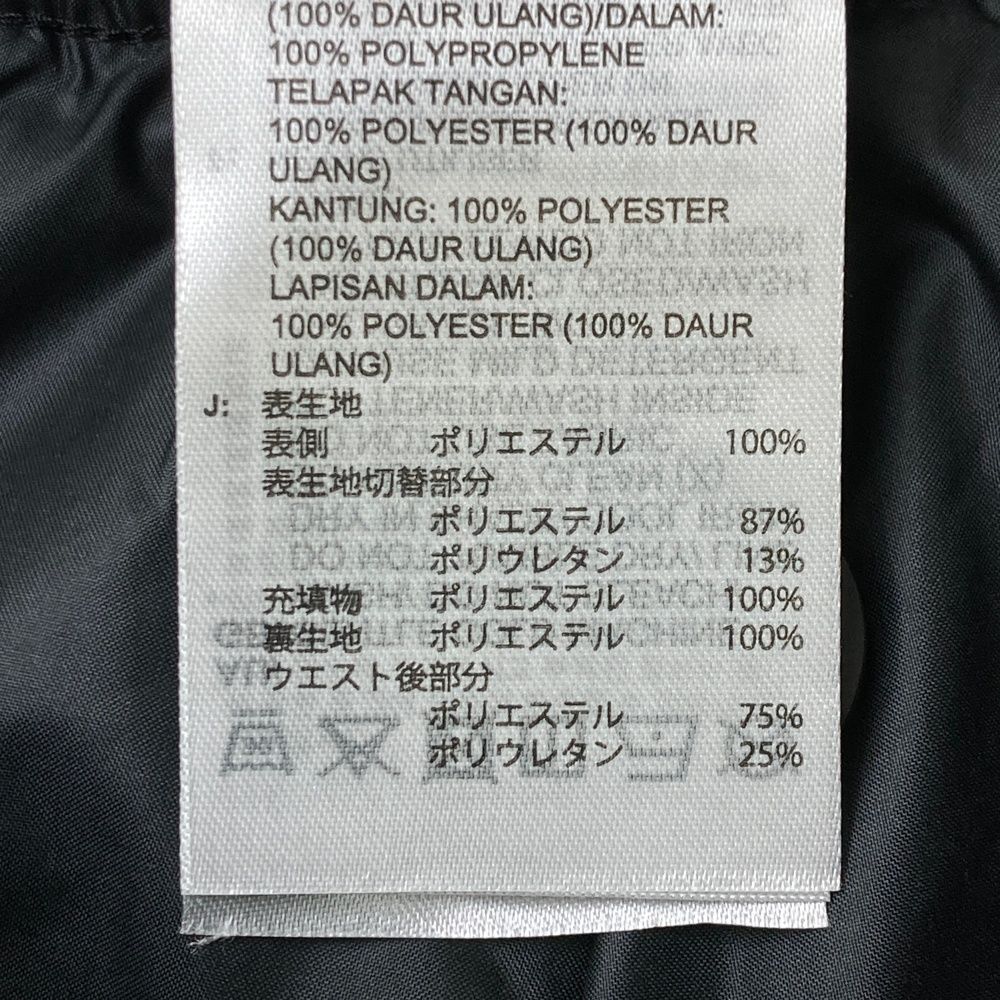 (100% DAUR ULANG)/DALAM:
100% POLYPROPYLENE
TELAPAK TANGAN:
100% POLYESTER (100% DAUR
ULANG)
KANTUNG: 100% POLYESTER
(100% DAUR ULANG)
LAPISAN DALAM:
100% POLYESTER (100% DAUR
ULANG)
J: 表生地
表側 ポリエステル 100%
表生地切替部分
ポリエステル 87%
ポリウレタン 13%
充填物 ポリエステル 100%
裏生地 ポリエステル 100%
ウエスト後部分
ポリエステル 75%
ポリウレタン 25%